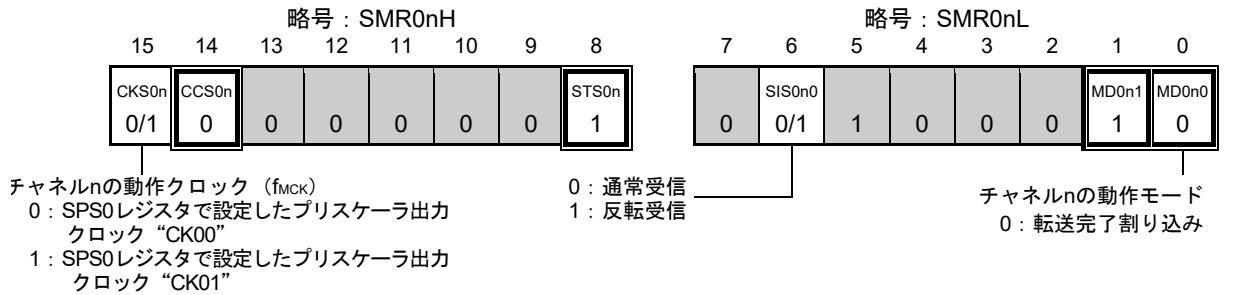 略号：SMR0nH 略号：SMR0nL
15 14 13 12 11 10 9 8 7 6 5 4 3 2 1 0
CKS0n CCS0n STS0n SIS0n0 MD0n1 MD0n0
0/1 0 0 0 0 0 0 1 0 0/1 1 0 0 0 1 0
チャネルnの動作クロック（fMCK）
0：SPS0レジスタで設定したプリスケーラ出力
クロック“CK00”
1：SPS0レジスタで設定したプリスケーラ出力
クロック“CK01”
0：通常受信
1：反転受信
チャネルnの動作モード
0：転送完了割り込み